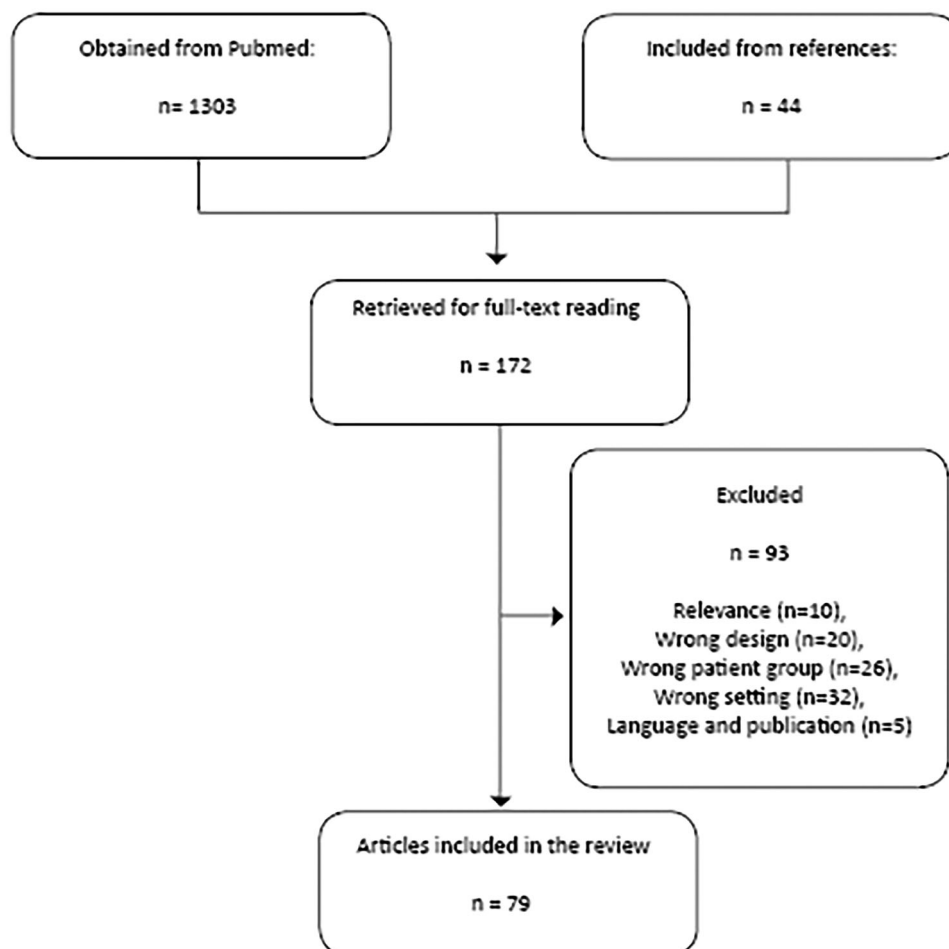 Obtained from Pubmed:
n= 1303
Included from references:
n = 44
Retrieved for full-text reading
n = 172
Excluded
n = 93
Relevance (n=10),
Wrong design (n=20),
Wrong patient group (n=26),
Wrong setting (n=32),
Language and publication (n=5)
Articles included in the review
n = 79